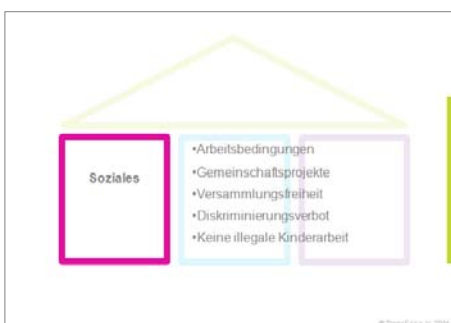 Soziales
•Arbeitsbedingungen
•Gemeinschaftsprojekte
•Versammlungsfreiheit
•Diskriminierungsverbot
•Keine illegale Kinderarbeit